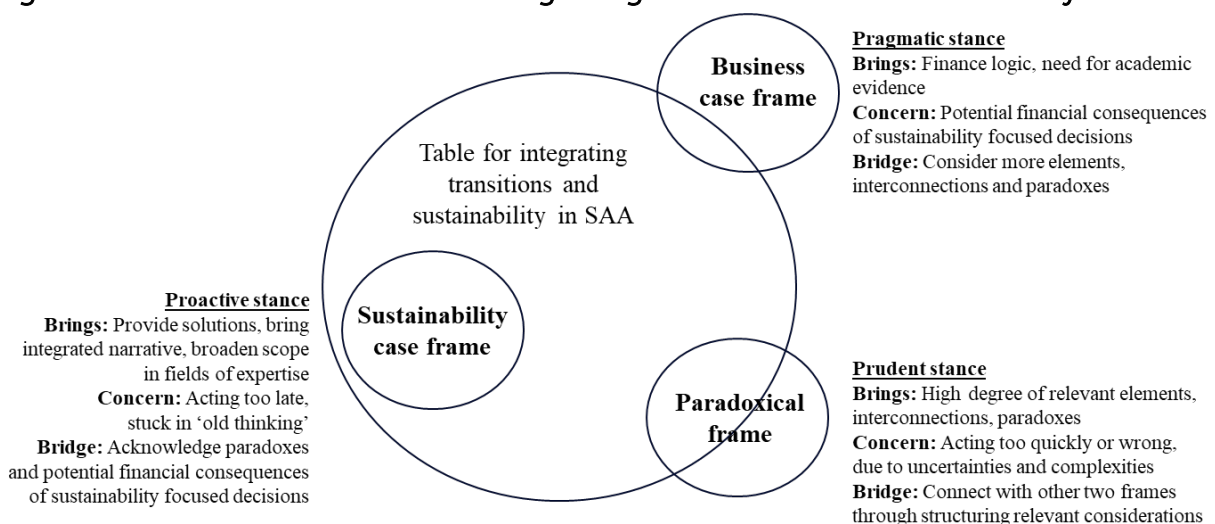 Business
case frame
Pragmatic stance
Brings: Finance logic, need for academic
evidence
Concern: Potential financial consequences
of sustainability focused decisions
Bridge: Consider more elements,
interconnections and paradoxes
Table for integrating
transitions and
sustainability in SAA
Proactive stance
Brings: Provide solutions, bring
integrated narrative, broaden scope
in fields of expertise
Concern: Acting too late,
stuck in ‘old thinking’
Bridge: Acknowledge paradoxes
and potential financial consequences
of sustainability focused decisions
Sustainability
case frame
Paradoxical
frame
Prudent stance
Brings: High degree of relevant elements,
interconnections, paradoxes
Concern: Acting too quickly or wrong,
due to uncertainties and complexities
Bridge: Connect with other two frames
through structuring relevant considerations